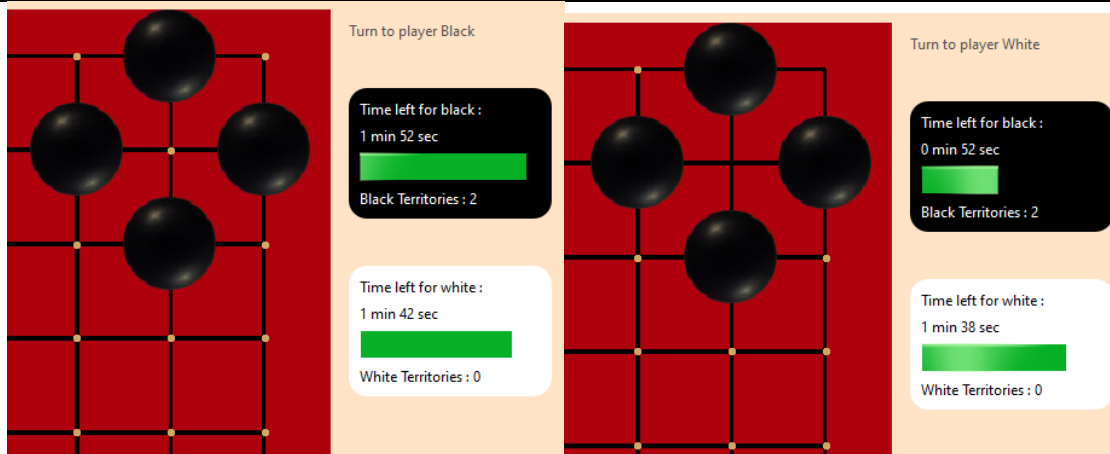 Turn to player Black
Time left for black :
1 min 52 sec
Black Territories : 2
Time left for white :
1 min 42 sec
White Territories : 0
Turn to player White
Time left for black :
0 min 52 sec
Black Territories : 2
Time left for white :
1 min 38 sec
White Territories : 0